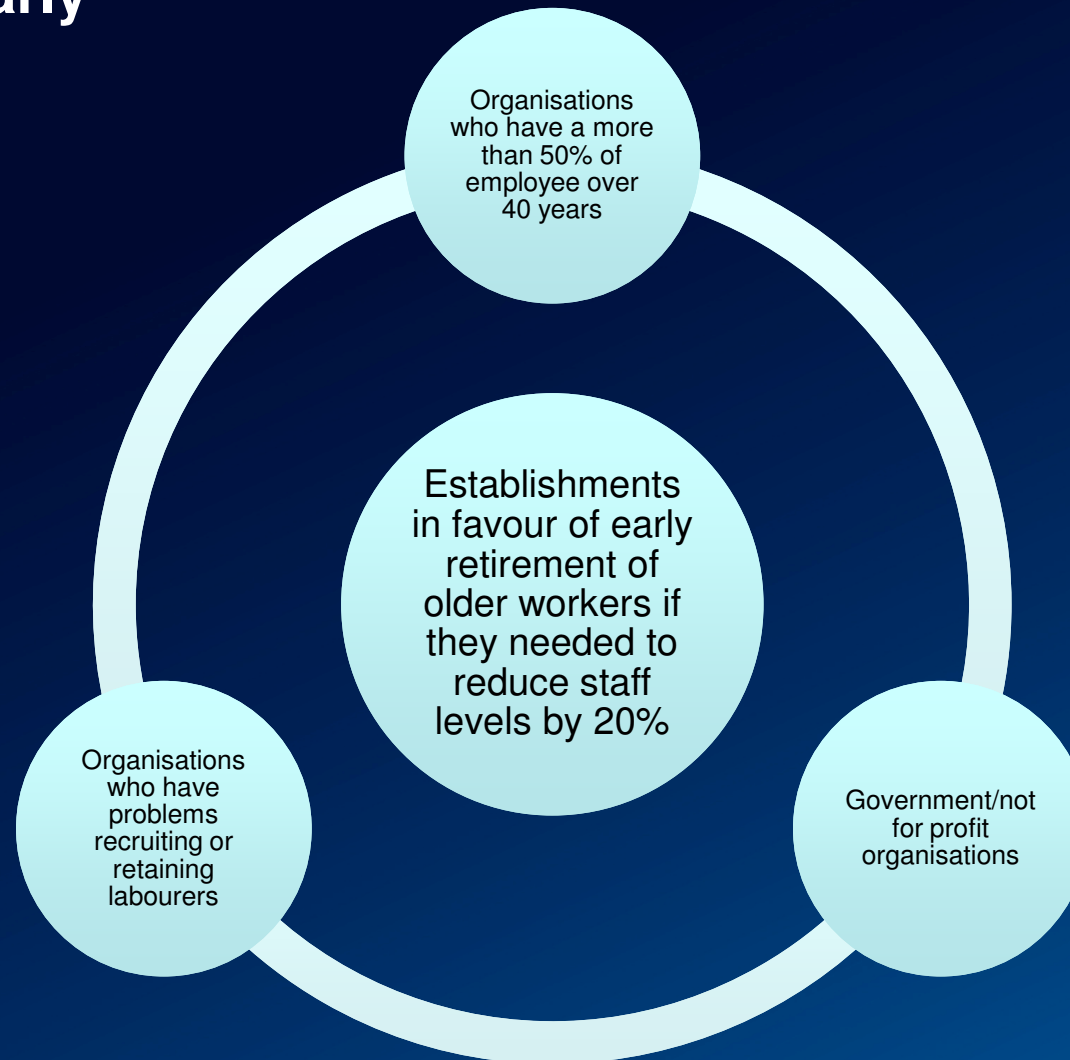 Organisations
who have a more
than 50% of
employee over
40 years
Establishments
in favour of early
retirement of
older workers if
they needed to
reduce staff
levels by 20%
Organisations
who have
problems
recruiting or
retaining
labourers
Government/not
for profit
organisations